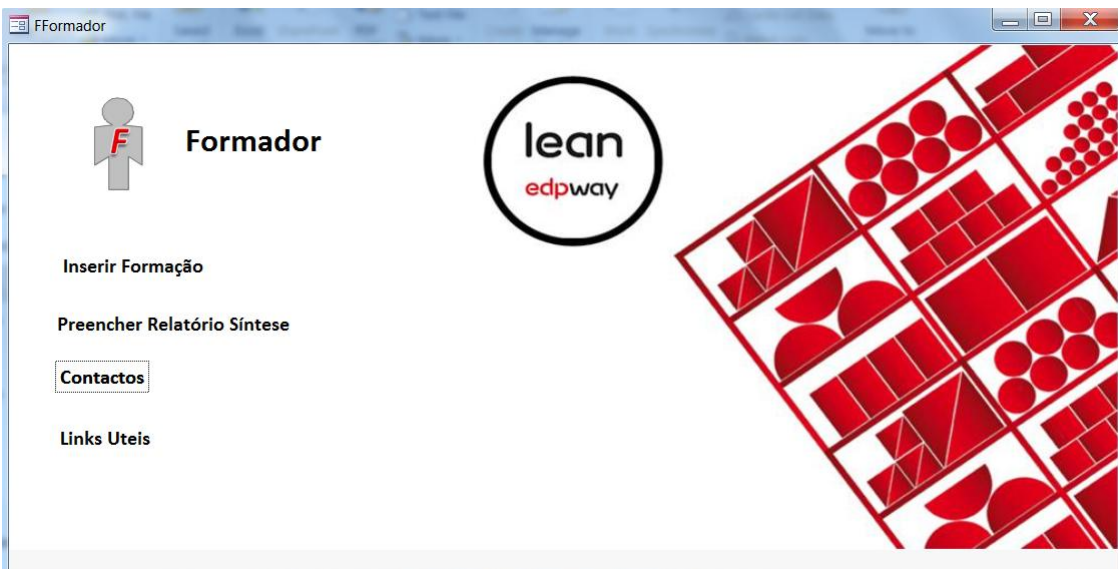 FFormador
F
Formador
lean
edpway
Inserir Formação
Preencher Relatório Síntese
Contactos
Links Uteis